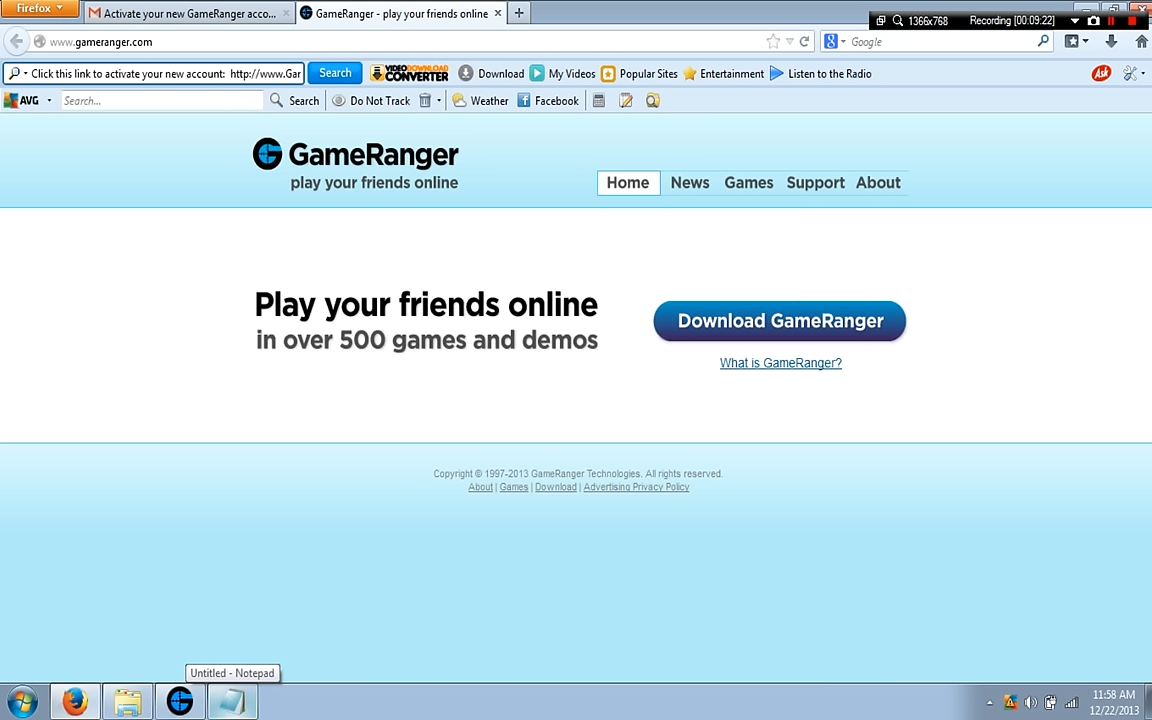 Firefox
Activate your new GameRanger acco...
GameRanger - play your friends online
1366x768
Recording [00:09:22]
www.gameranger.com
Google
Click this link to activate your new account: http://www.Gar
Search
VIDEO DOWNLOAD CONVERTER
Download
My Videos
Popular Sites
Entertainment
Listen to the Radio
Ask
AVG
Search...
Search
Do Not Track
Weather
Facebook
GameRanger
play your friends online
Home
News
Games
Support
About
Play your friends online
in over 500 games and demos
Download GameRanger
What is GameRanger?
Copyright © 1997-2013 GameRanger Technologies. All rights reserved.
About | Games | Download | Advertising Privacy Policy
Untitled - Notepad
11:58 AM
12/22/2013